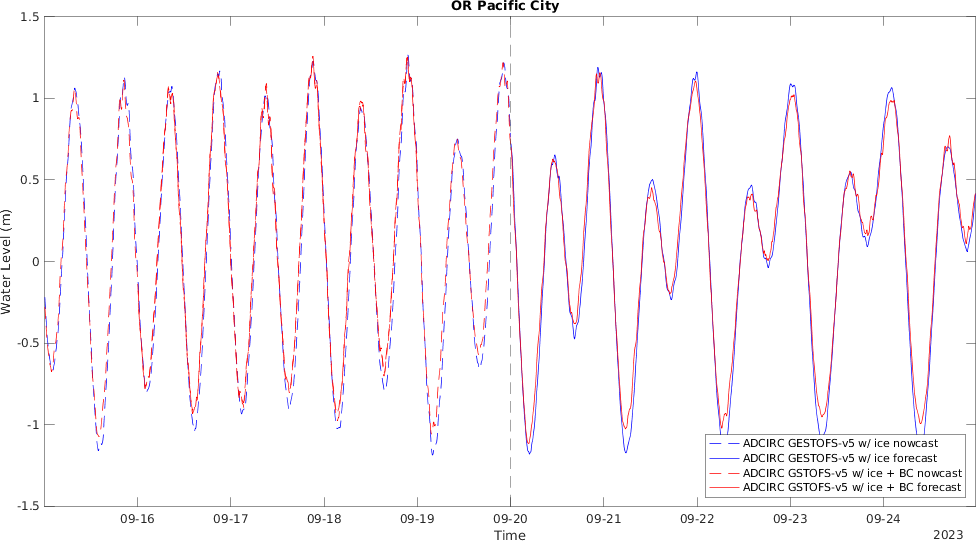 OR Pacific City
1.5
1
0.5
0
-0.5
-1
-1.5
Water Level (m)
09-16 09-17 09-18 09-19 09-20 09-21 09-22 09-23 09-24
Time
2023
ADCIRC GESTOFS-v5 w/ ice nowcast
ADCIRC GESTOFS-v5 w/ ice forecast
ADCIRC GSTOFS-v5 w/ ice + BC nowcast
ADCIRC GSTOFS-v5 w/ ice + BC forecast